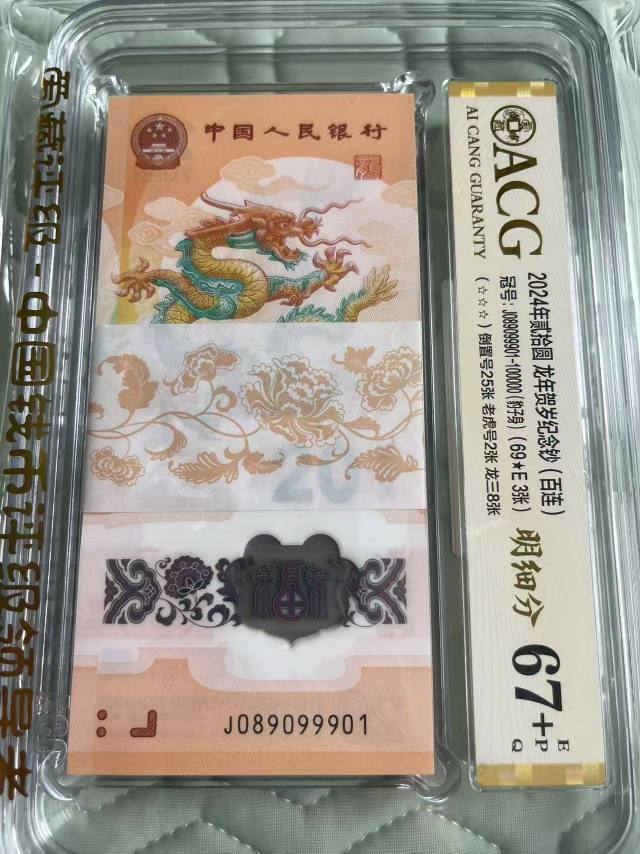 中国人民银行
J089099901
爱藏评级·中国钱币评级领导者
ACG
AI CANG GUARANTY
2024年贰拾圆 龙年贺岁纪念钞(百连)
冠号:J089099901-100000(豹子号)(69★E 3张)
(☆☆☆)倒置号25张 老虎号2张 龙三8张
明细分
67+
E
P
Q